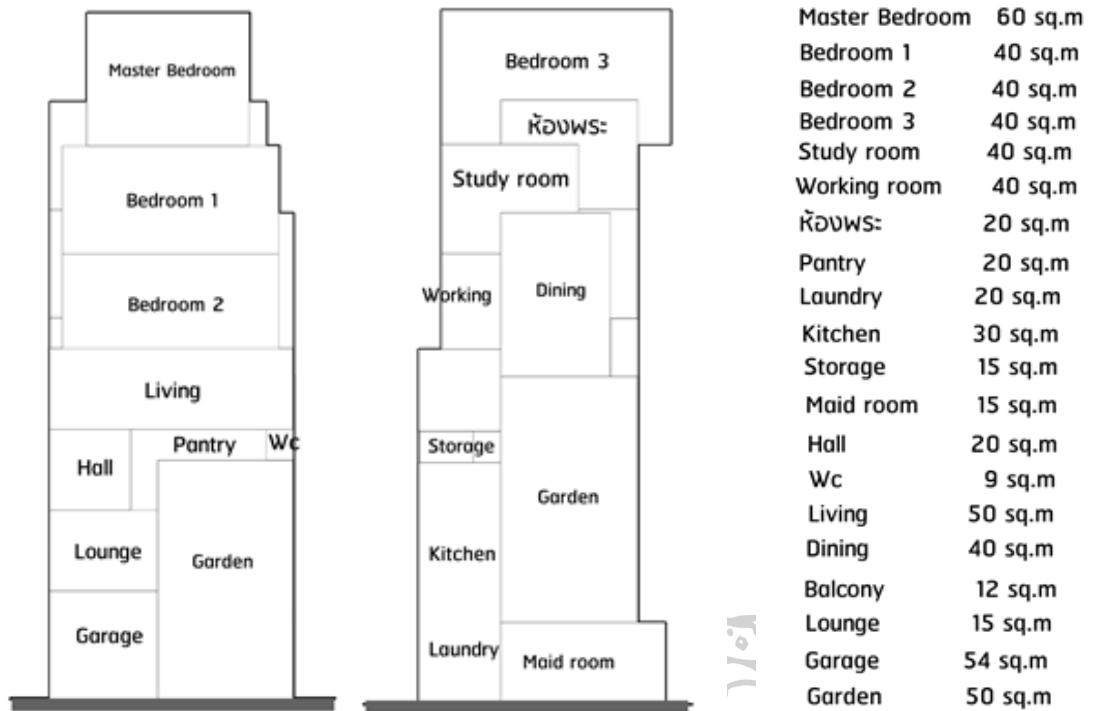 Master Bedroom
Bedroom 1
Bedroom 2
Living
Hall
Pantry
Wc
Lounge
Garden
Garage
Bedroom 3
ห้องพระ
Study room
Working
Dining
Storage
Garden
Kitchen
Laundry
Maid room
Master Bedroom 60 sq.m
Bedroom 1 40 sq.m
Bedroom 2 40 sq.m
Bedroom 3 40 sq.m
Study room 40 sq.m
Working room 40 sq.m
ห้องพระ 20 sq.m
Pantry 20 sq.m
Laundry 20 sq.m
Kitchen 30 sq.m
Storage 15 sq.m
Maid room 15 sq.m
Hall 20 sq.m
Wc 9 sq.m
Living 50 sq.m
Dining 40 sq.m
Balcony 12 sq.m
Lounge 15 sq.m
Garage 54 sq.m
Garden 50 sq.m